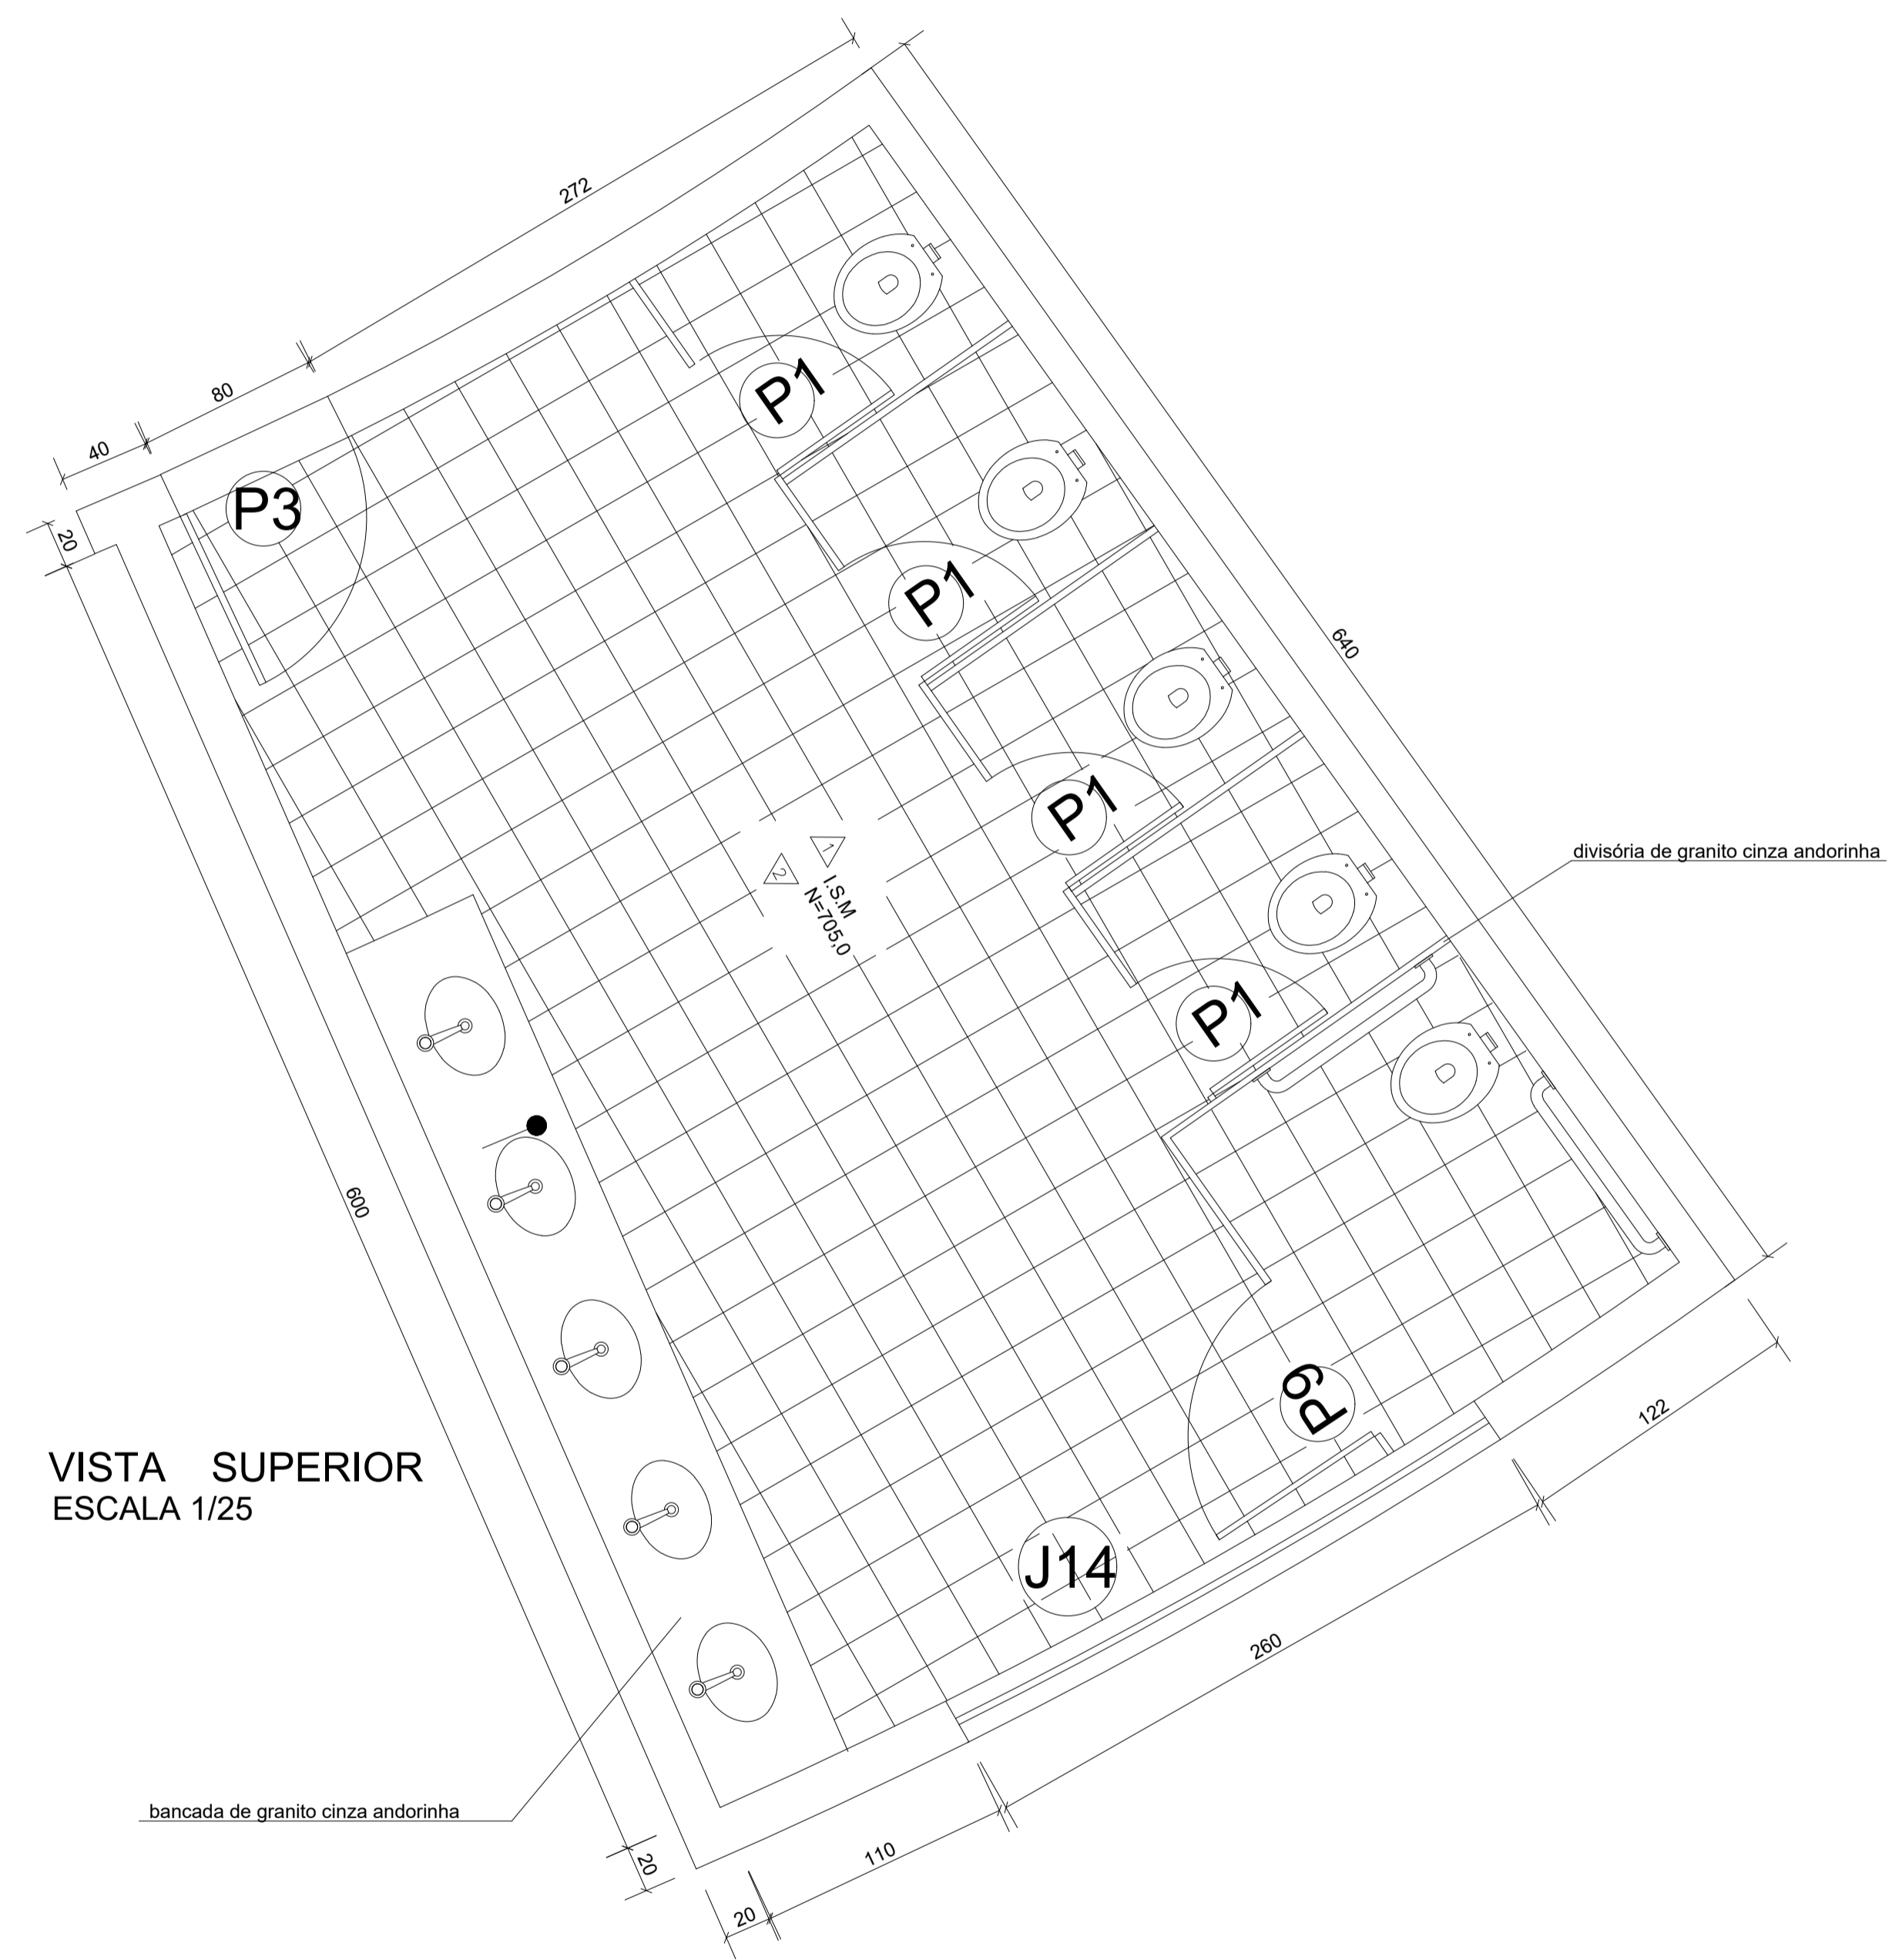 272
80
40
20
P3
P1
P1
P1
P1
640
divisória de granito cinza andorinha
1
2
I.S.M
N=705,0
600
VISTA SUPERIOR
ESCALA 1/25
P9
J14
122
260
110
20
20
bancada de granito cinza andorinha